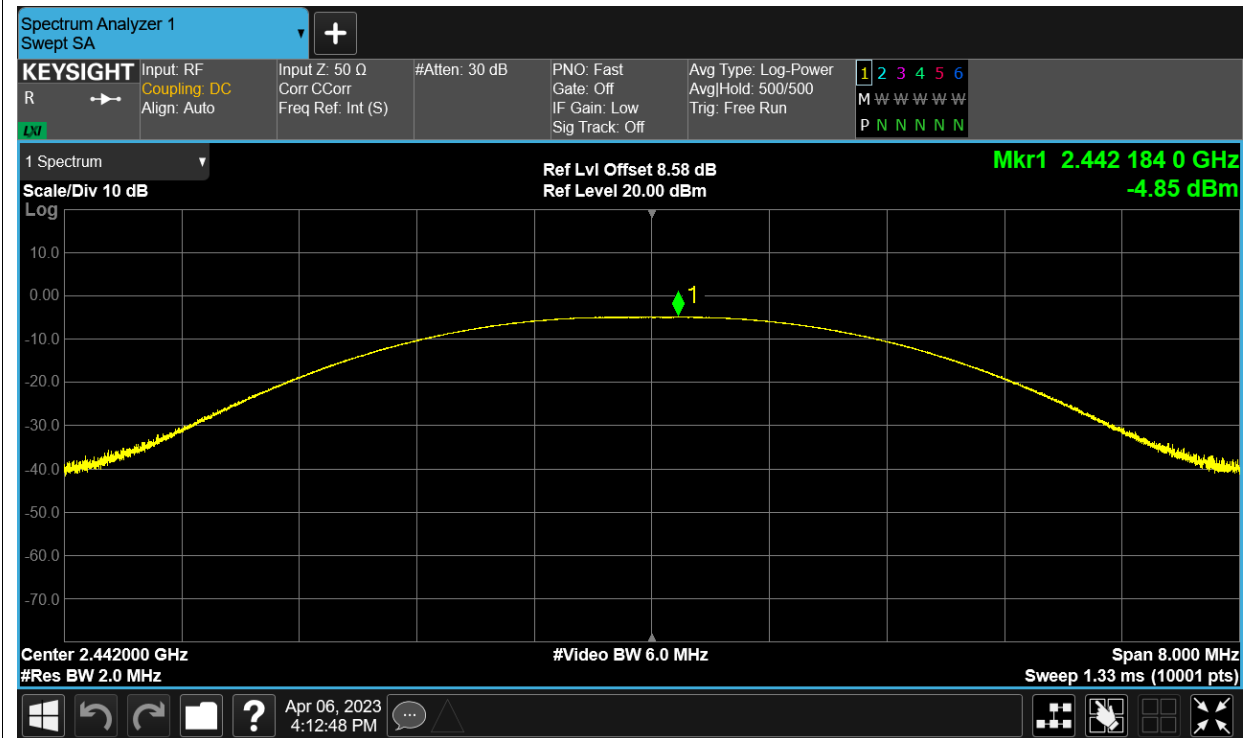 Spectrum Analyzer 1
Swept SA
+
KEYSIGHT
R
LXI
Input: RF
Coupling: DC
Align: Auto
Input Z: 50 Ω
Corr CCorr
Freq Ref: Int (S)
#Atten: 30 dB
PNO: Fast
Gate: Off
IF Gain: Low
Sig Track: Off
Avg Type: Log-Power
Avg|Hold: 500/500
Trig: Free Run
1 2 3 4 5 6
M W W W W W
P N N N N N
1 Spectrum
Scale/Div 10 dB
Log
Ref Lvl Offset 8.58 dB
Ref Level 20.00 dBm
Mkr1 2.442 184 0 GHz
-4.85 dBm
10.0
0.00
-10.0
-20.0
-30.0
-40.0
-50.0
-60.0
-70.0
1
Center 2.442000 GHz
#Res BW 2.0 MHz
#Video BW 6.0 MHz
Span 8.000 MHz
Sweep 1.33 ms (10001 pts)
?
Apr 06, 2023
4:12:48 PM